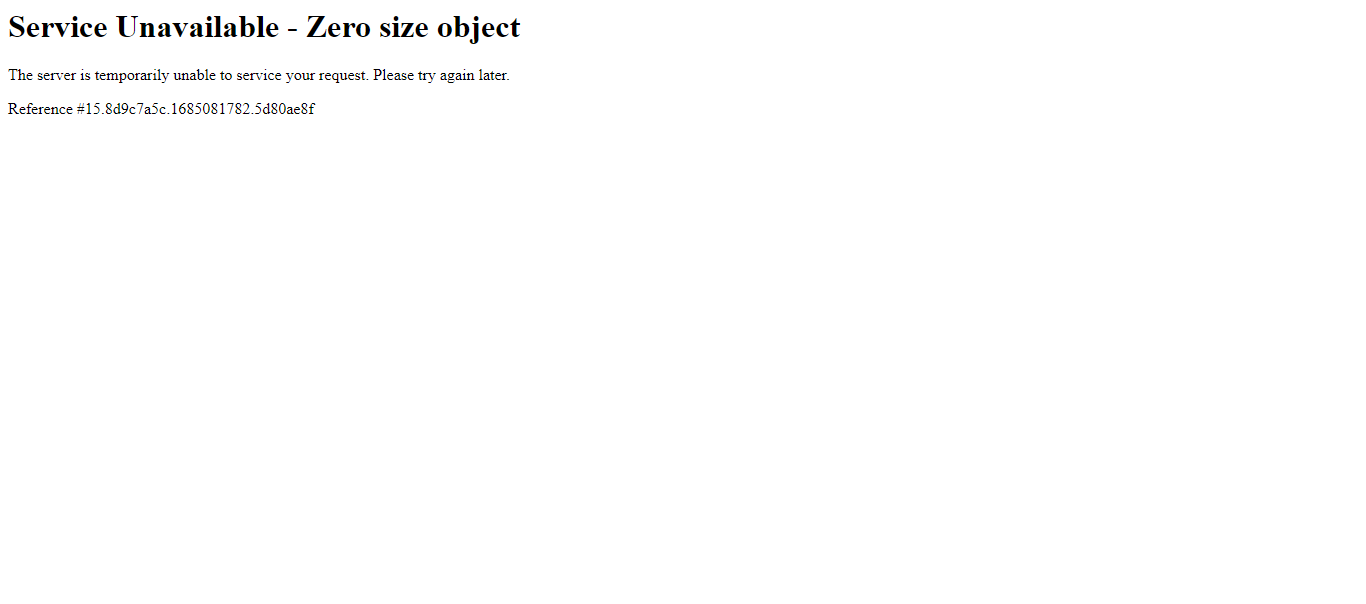 Service Unavailable - Zero size object
The server is temporarily unable to service your request. Please try again later.
Reference #15.8d9c7a5c.1685081782.5d80ae8f